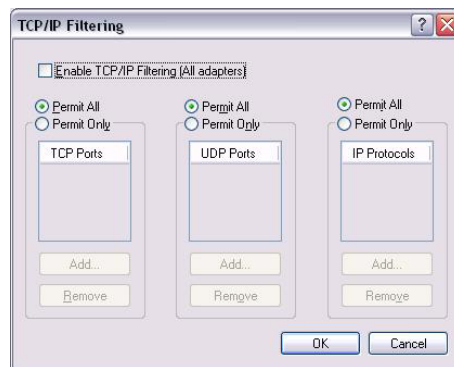 TCP/IP Filtering
Enable TCP/IP Filtering (All adapters)
Permit All
Permit Only
TCP Ports
Add...
Remove
Permit All
Permit Only
UDP Ports
Add...
Remove
Permit All
Permit Only
IP Protocols
Add...
Remove
OK
Cancel